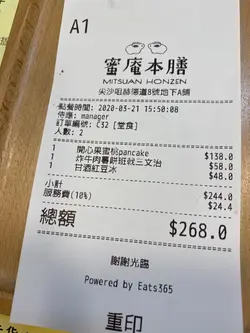 A1
蜜庵本膳
MITSUAN HONZEN
尖沙咀赫德道8號地下A舖
點餐時間: 2020-03-21 15:50:08
侍應: manager
訂單編號: C32 [堂食]
人數: 2
1 開心果蜜桃pancake $138.0
1 炸牛肉薯餅班戟三文治 $58.0
1 甘酒紅豆冰 $48.0
小計 $244.0
服務費(10%) $24.4
總額 $268.0
謝謝光臨
Powered by Eats365
重印